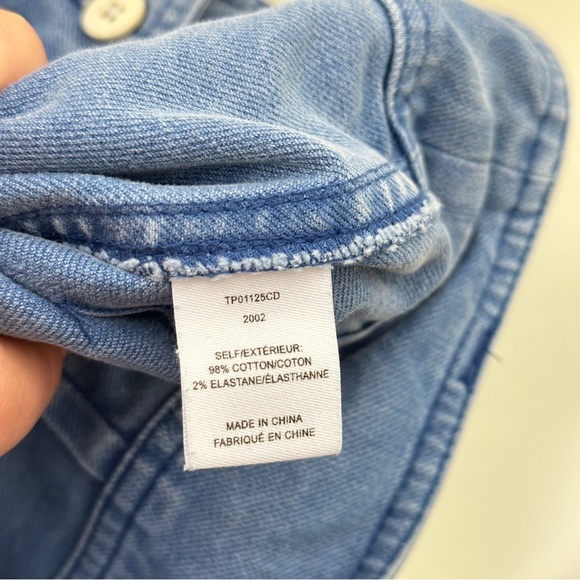 TP01125CD
2002
SELF/EXTÉRIEUR:
98% COTTON/COTON
2% ELASTANE/ÉLASTHANNE
MADE IN CHINA
FABRIQUÉ EN CHINE